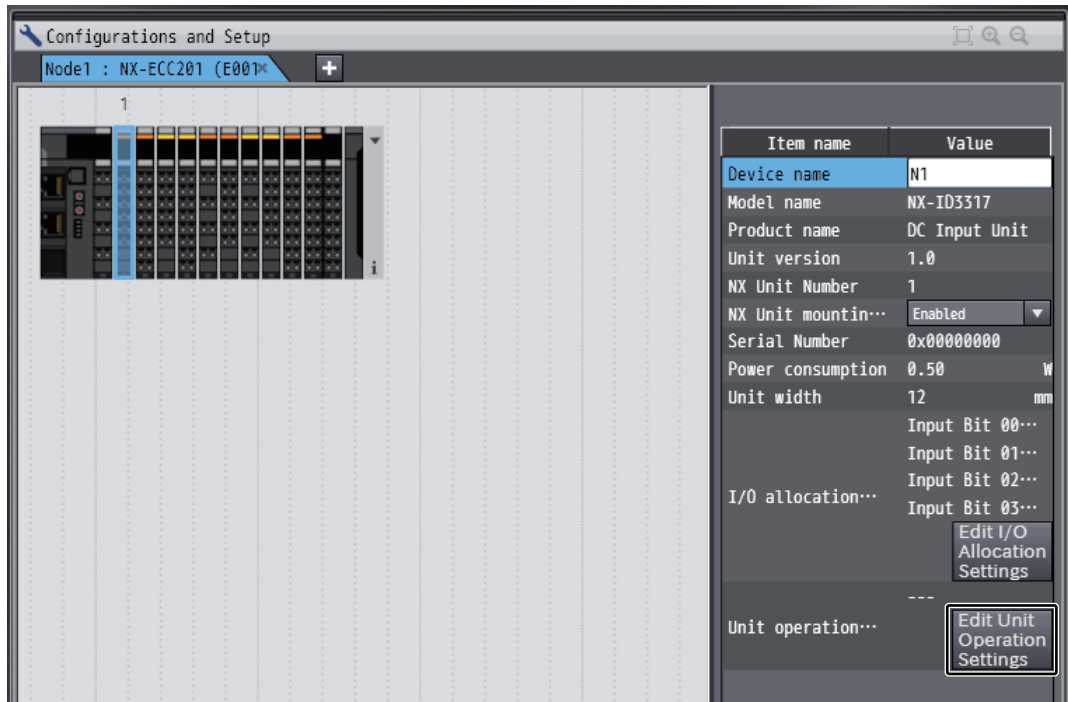 Configurations and Setup
Node1 : NX-ECC201 (E001
1
i
Item name Value
Device name N1
Model name NX-ID3317
Product name DC Input Unit
Unit version 1.0
NX Unit Number 1
NX Unit mountin··· Enabled
Serial Number 0x00000000
Power consumption 0.50 W
Unit width 12 mm
I/O allocation···
Input Bit 00···
Input Bit 01···
Input Bit 02···
Input Bit 03···
Edit I/O
Allocation
Settings
Unit operation···
---
Edit Unit
Operation
Settings